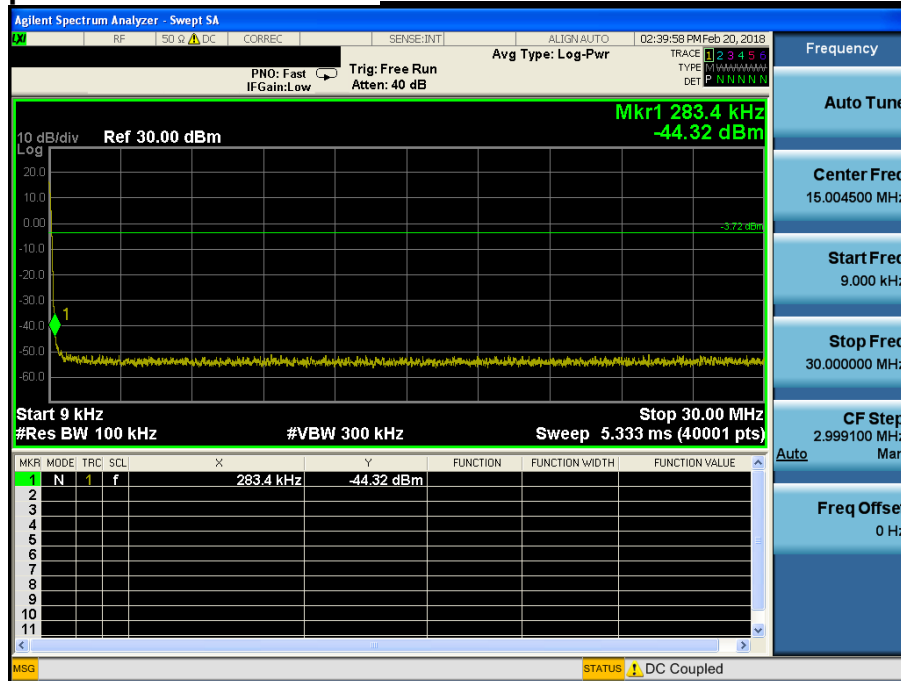 Agilent Spectrum Analyzer - Swept SA
LXI RF 50 Ω DC CORREC SENSE:INT ALIGN AUTO 02:39:58 PM Feb 20, 2018
PNO: Fast
IFGain:Low
Trig: Free Run
Atten: 40 dB
Avg Type: Log-Pwr
TRACE 1 2 3 4 5 6
TYPE M W W W W W
DET P N N N N N
Mkr1 283.4 kHz
-44.32 dBm
10 dB/div Ref 30.00 dBm
Log
20.0
10.0
0.00
-3.72 dBm
-10.0
-20.0
-30.0
1
-40.0
-50.0
-60.0
Start 9 kHz Stop 30.00 MHz
#Res BW 100 kHz #VBW 300 kHz Sweep 5.333 ms (40001 pts)
MKR MODE TRC SCL X Y FUNCTION FUNCTION WIDTH FUNCTION VALUE
1 N 1 f 283.4 kHz -44.32 dBm
2
3
4
5
6
7
8
9
10
11
MSG STATUS DC Coupled
Frequency
Auto Tune
Center Freq
15.004500 MHz
Start Freq
9.000 kHz
Stop Freq
30.000000 MHz
CF Step
2.999100 MHz
Auto Man
Freq Offset
0 Hz